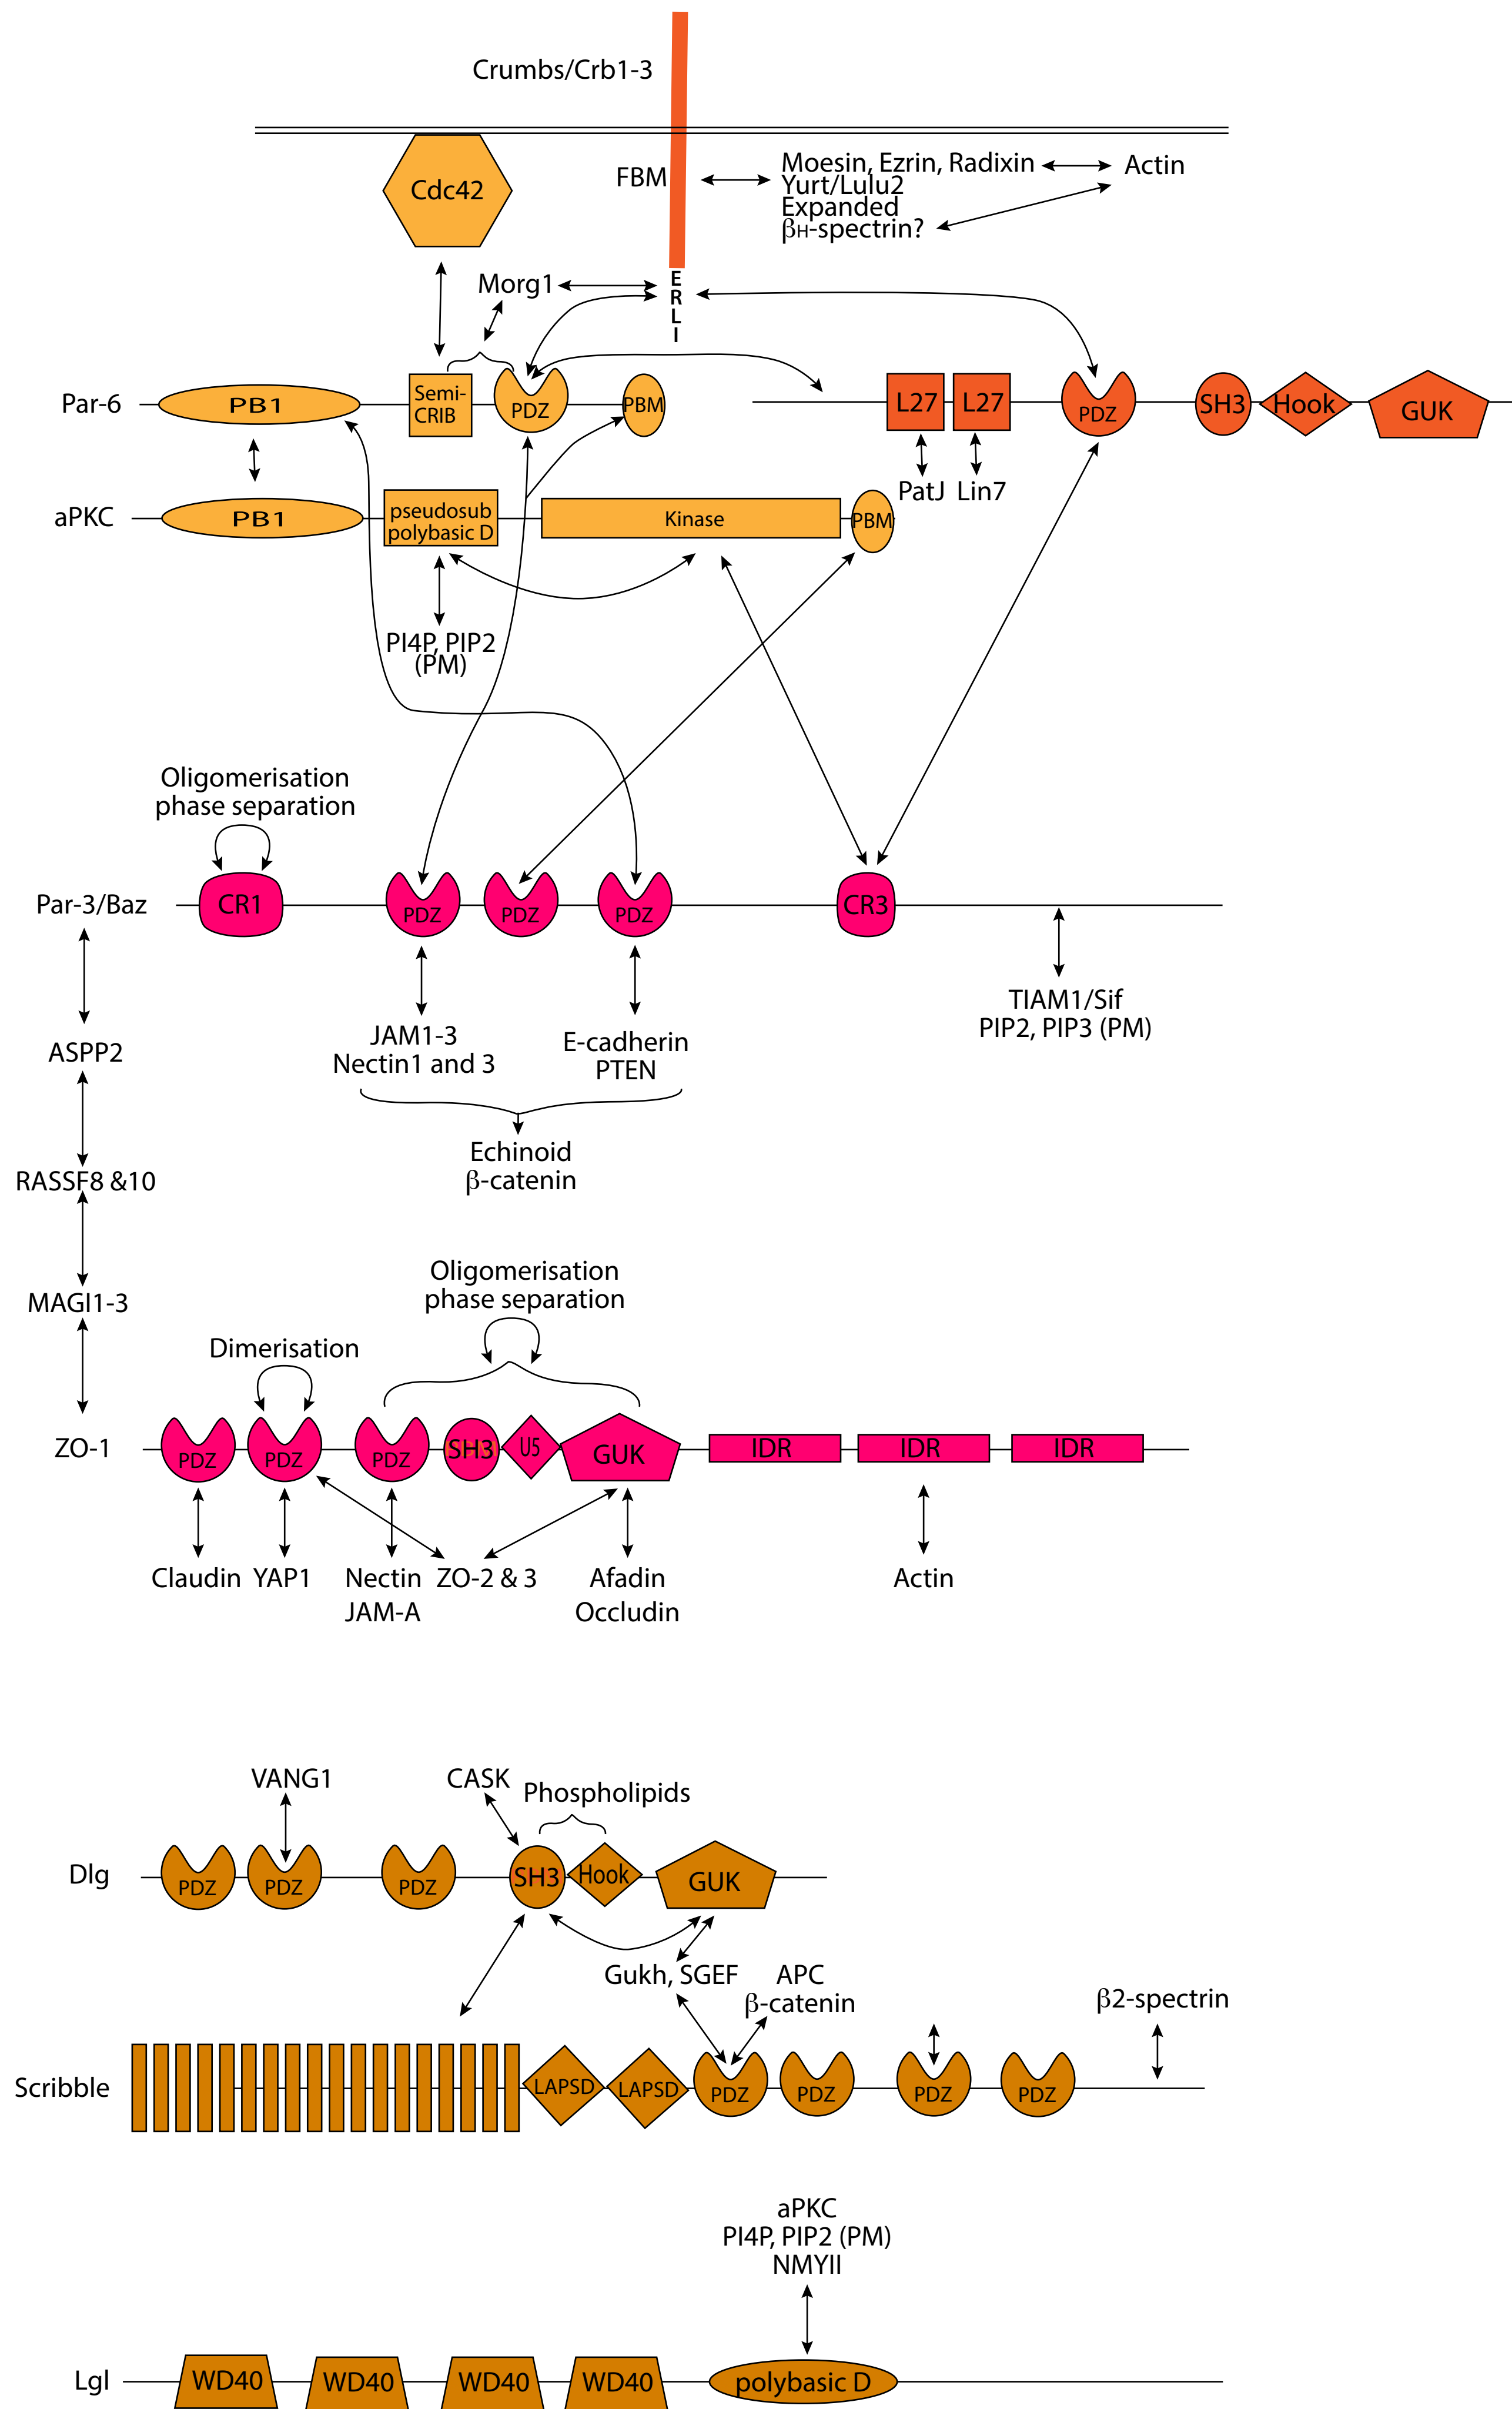 Crumbs/Crb1-3
Cdc42
FBM
Moesin, Ezrin, Radixin
Actin
Yurt/Lulu2
Expanded
βH-spectrin?
Morg1
E
R
L
I
Par-6
PB1
Semi-
CRIB
PDZ
PBM
L27
L27
PDZ
SH3
Hook
GUK
PatJ
Lin7
aPKC
PB1
pseudosub
polybasic D
Kinase
PBM
PI4P, PIP2
(PM)
Oligomerisation
phase separation
Par-3/Baz
CR1
PDZ
PDZ
PDZ
CR3
TIAM1/Sif
PIP2, PIP3 (PM)
JAM1-3
Nectin1 and 3
E-cadherin
PTEN
ASPP2
Echinoid
β-catenin
RASSF8 &10
MAGI1-3
Oligomerisation
phase separation
Dimerisation
ZO-1
PDZ
PDZ
PDZ
SH3
U5
GUK
IDR
IDR
IDR
Claudin
YAP1
Nectin
JAM-A
ZO-2 & 3
Afadin
Occludin
Actin
VANG1
CASK
Phospholipids
Dlg
PDZ
PDZ
PDZ
SH3
Hook
GUK
Gukh, SGEF
APC
β-catenin
β2-spectrin
Scribble
LAPSD
LAPSD
PDZ
PDZ
PDZ
PDZ
aPKC
PI4P, PIP2 (PM)
NMYII
Lgl
WD40
WD40
WD40
WD40
polybasic D